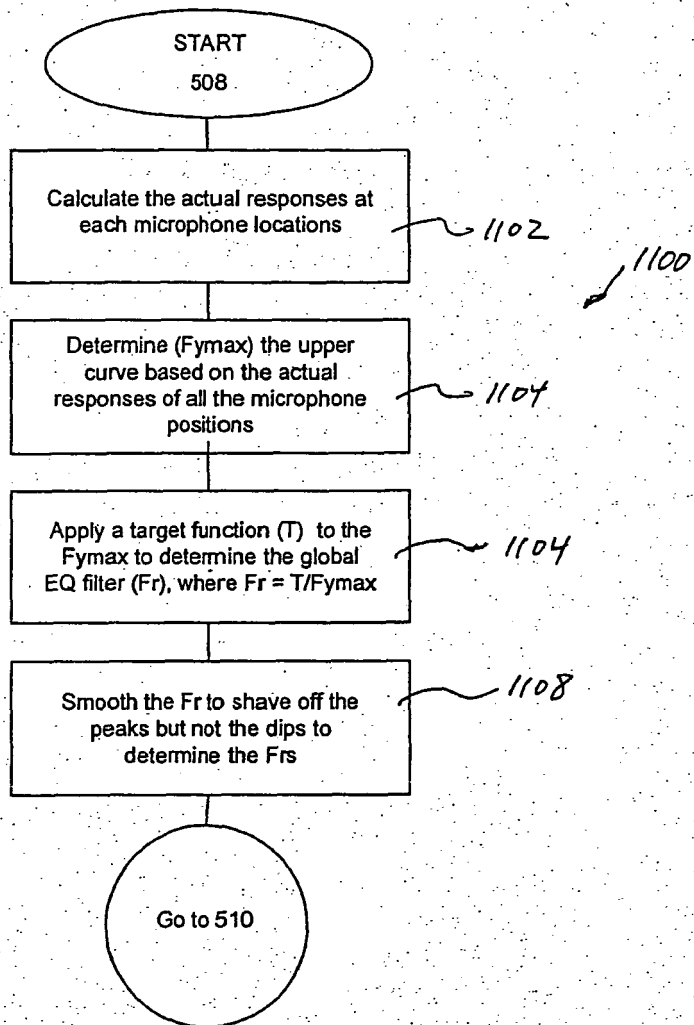 START
508
Calculate the actual responses at
each microphone locations
1102
1100
Determine (Fymax) the upper
curve based on the actual
responses of all the microphone
positions
1104
Apply a target function (T) to the
Fymax to determine the global
EQ filter (Fr), where Fr = T/Fymax
1104
Smooth the Fr to shave off the
peaks but not the dips to
determine the Frs
1108
Go to 510